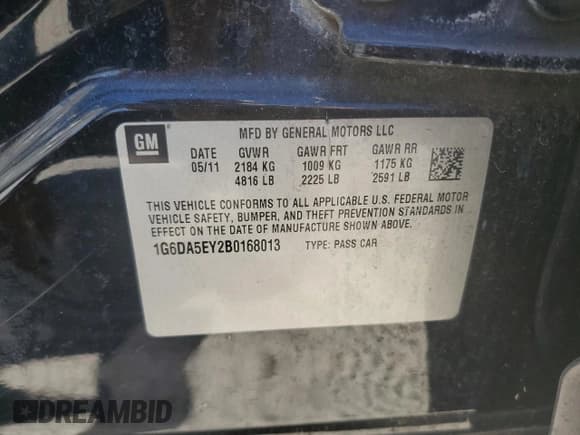 GM
MFD BY GENERAL MOTORS LLC
DATE GVWR GAWR FRT GAWR RR
05/11 2184 KG 1009 KG 1175 KG
4816 LB 2225 LB 2591 LB
THIS VEHICLE CONFORMS TO ALL APPLICABLE U.S. FEDERAL MOTOR
VEHICLE SAFETY, BUMPER, AND THEFT PREVENTION STANDARDS IN
EFFECT ON THE DATE OF MANUFACTURE SHOWN ABOVE.
1G6DA5EY2B0168013 TYPE: PASS CAR
DREAMBID